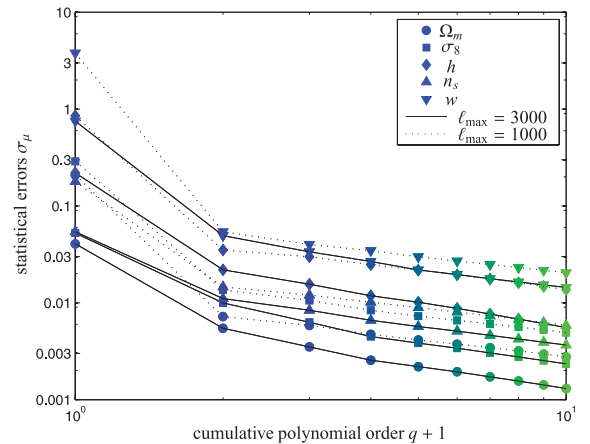 10
3
1
0.3
0.1
0.03
0.01
0.003
0.001
statistical errors σ_μ
Ω_m
σ_8
h
n_s
w
ℓ_max = 3000
ℓ_max = 1000
10^0
10^1
cumulative polynomial order q + 1